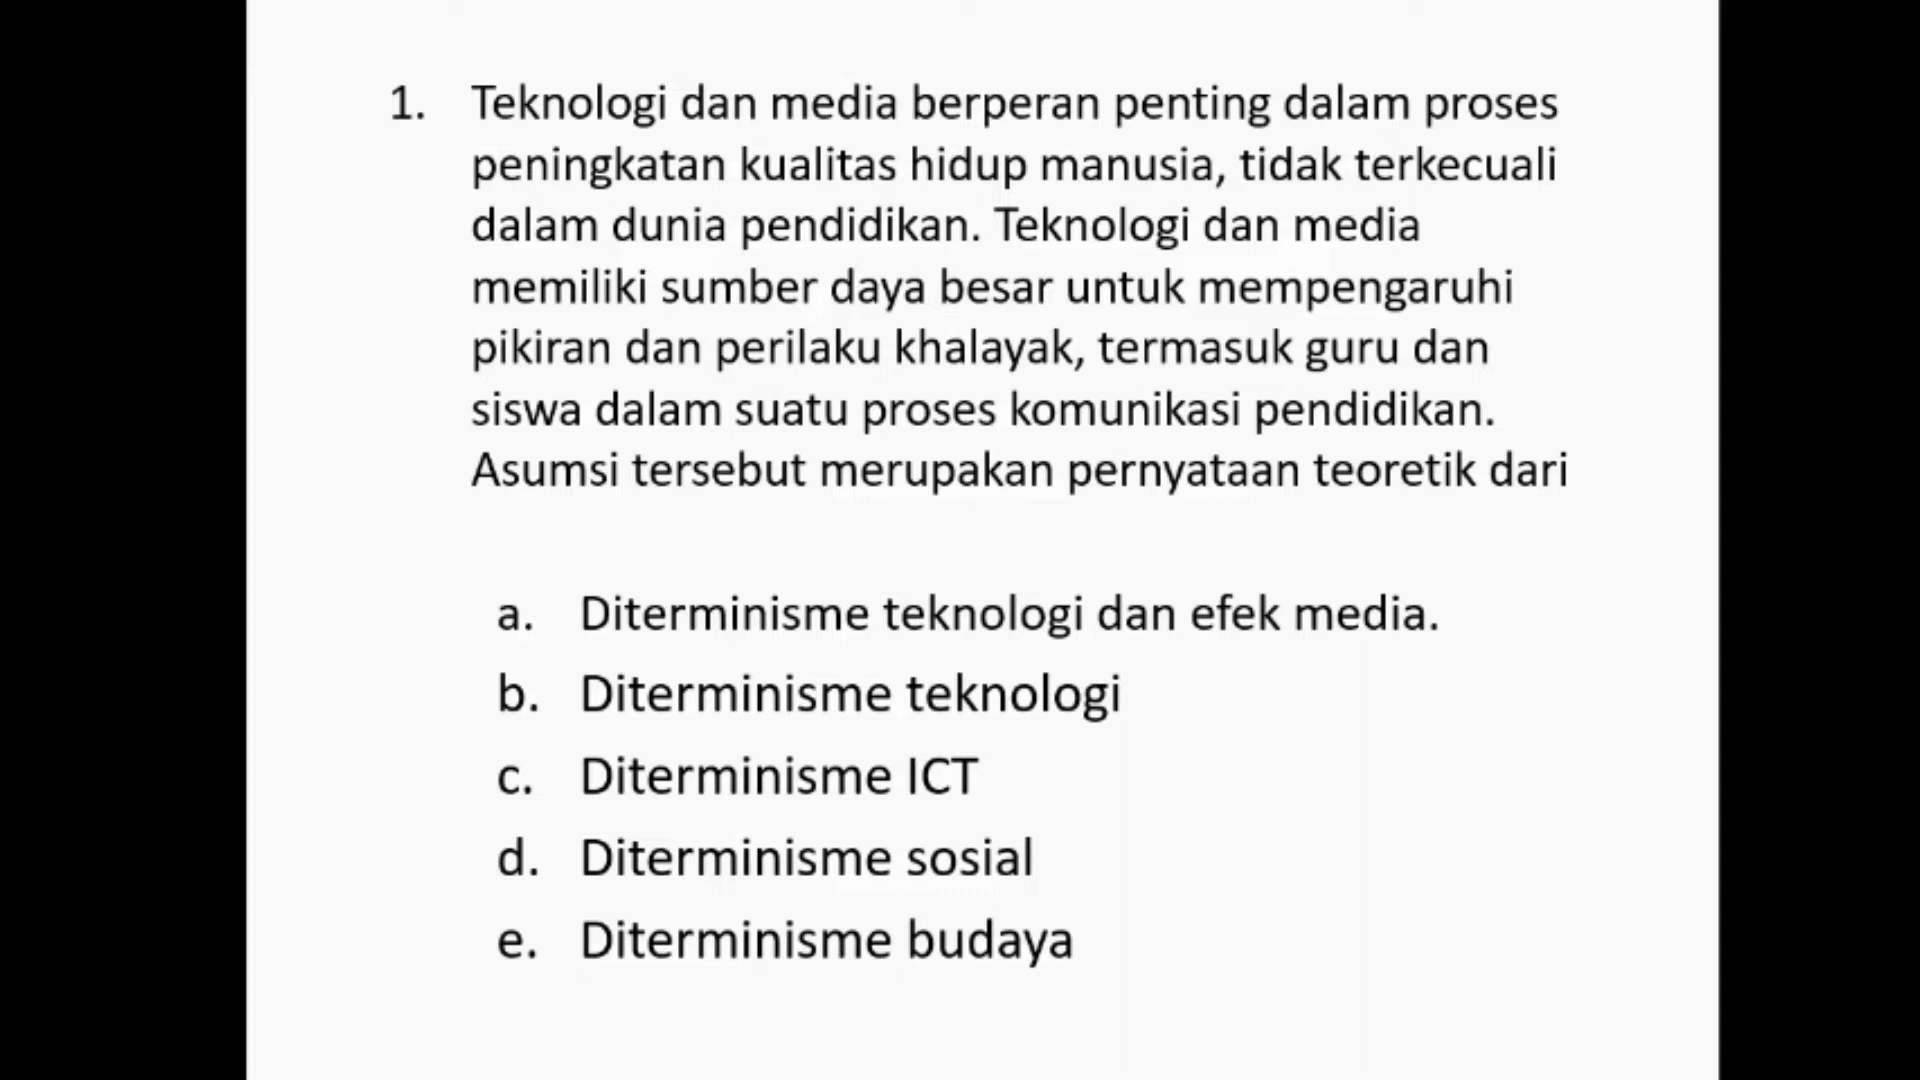 1. Teknologi dan media berperan penting dalam proses
peningkatan kualitas hidup manusia, tidak terkecuali
dalam dunia pendidikan. Teknologi dan media
memiliki sumber daya besar untuk mempengaruhi
pikiran dan perilaku khalayak, termasuk guru dan
siswa dalam suatu proses komunikasi pendidikan.
Asumsi tersebut merupakan pernyataan teoretik dari
a. Diterminisme teknologi dan efek media.
b. Diterminisme teknologi
c. Diterminisme ICT
d. Diterminisme sosial
e. Diterminisme budaya